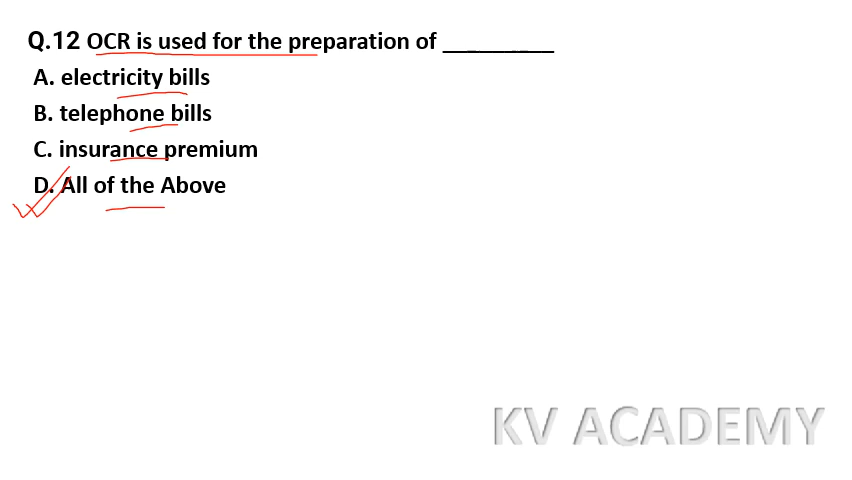 Q.12 OCR is used for the preparation of __________
A. electricity bills
B. telephone bills
C. insurance premium
D. All of the Above
KV ACADEMY